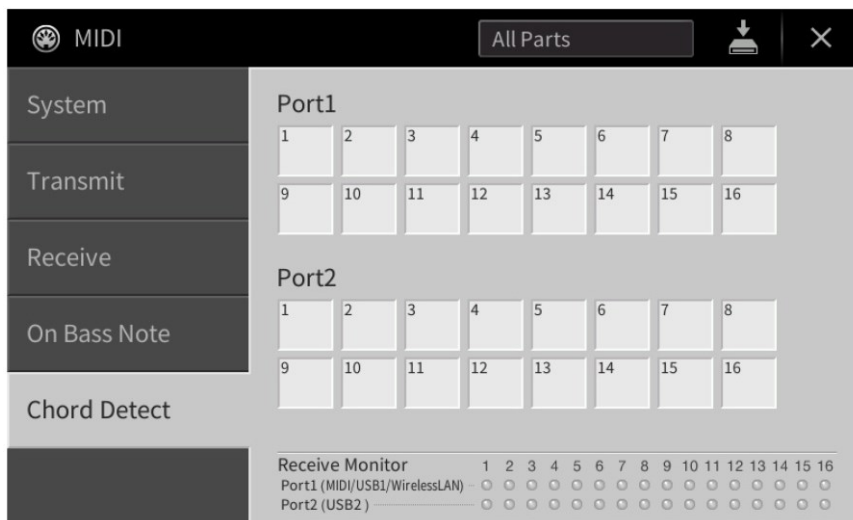 MIDI
All Parts
System
Transmit
Receive
On Bass Note
Chord Detect
Port1
1 2 3 4 5 6 7 8
9 10 11 12 13 14 15 16
Port2
1 2 3 4 5 6 7 8
9 10 11 12 13 14 15 16
Receive Monitor 1 2 3 4 5 6 7 8 9 10 11 12 13 14 15 16
Port1 (MIDI/USB1/WirelessLAN)
Port2 (USB2 )